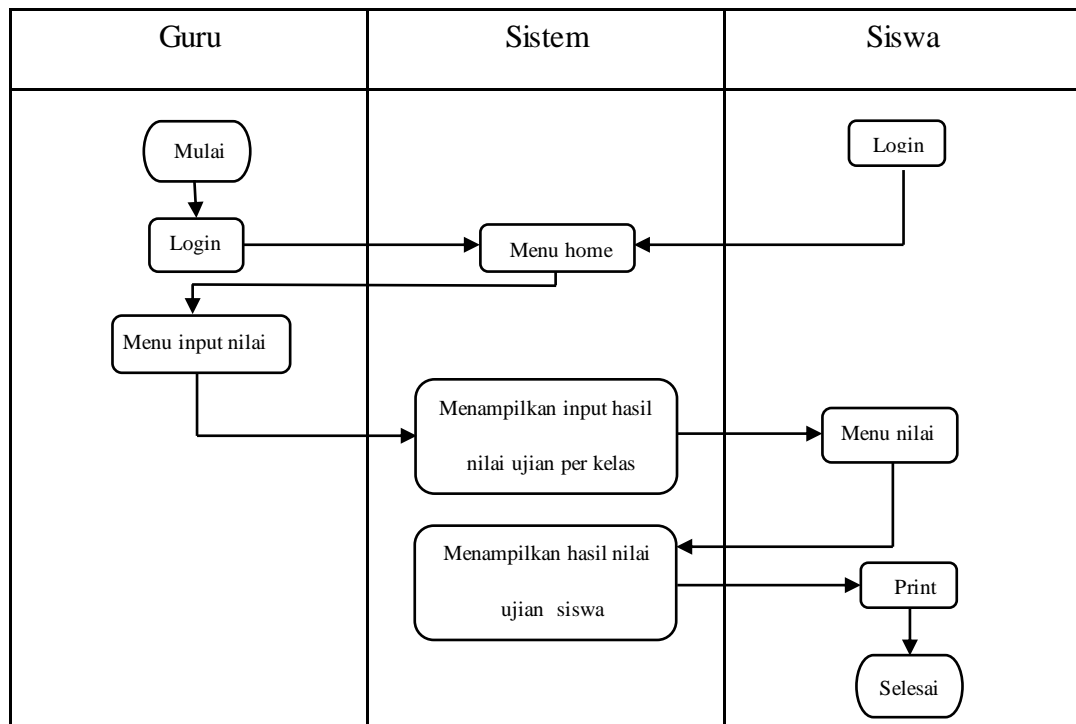 Guru
Sistem
Siswa
Mulai
Login
Login
Menu home
Menu input nilai
Menampilkan input hasil
nilai ujian per kelas
Menu nilai
Menampilkan hasil nilai
ujian siswa
Print
Selesai